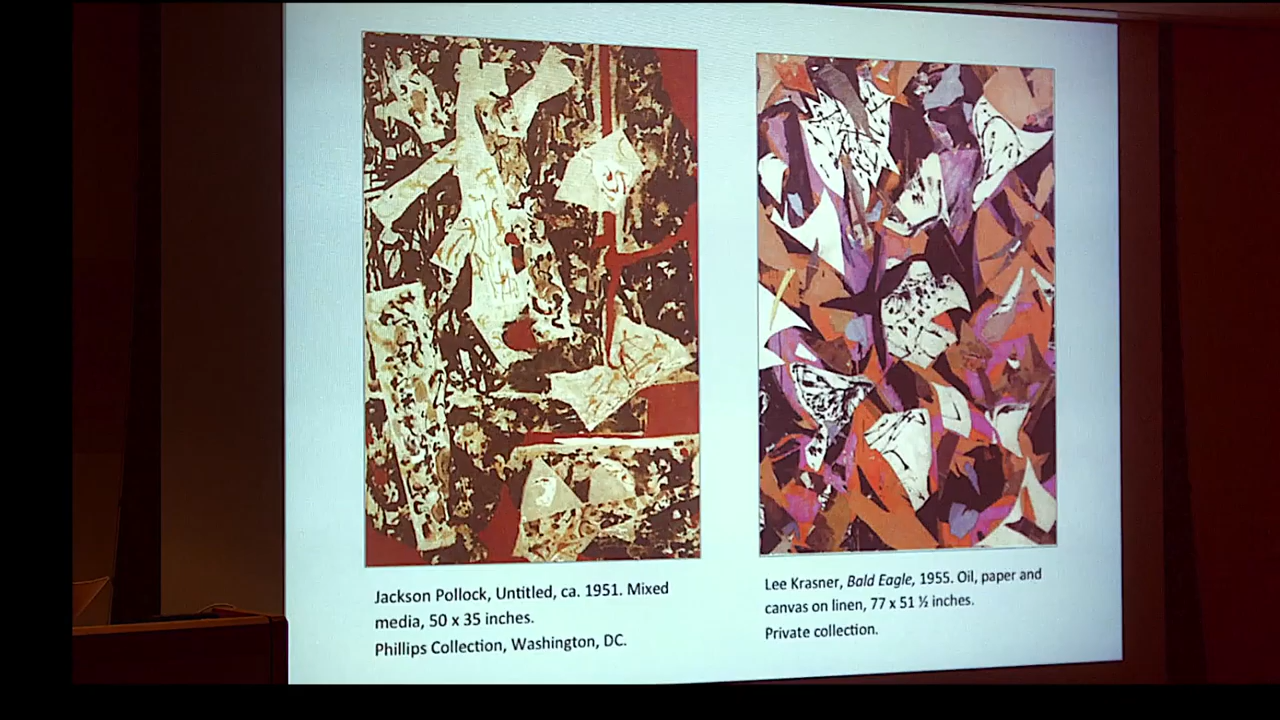 Jackson Pollock, Untitled, ca. 1951. Mixed
media, 50 x 35 inches.
Phillips Collection, Washington, DC.
Lee Krasner, Bald Eagle, 1955. Oil, paper and
canvas on linen, 77 x 51 ½ inches.
Private collection.